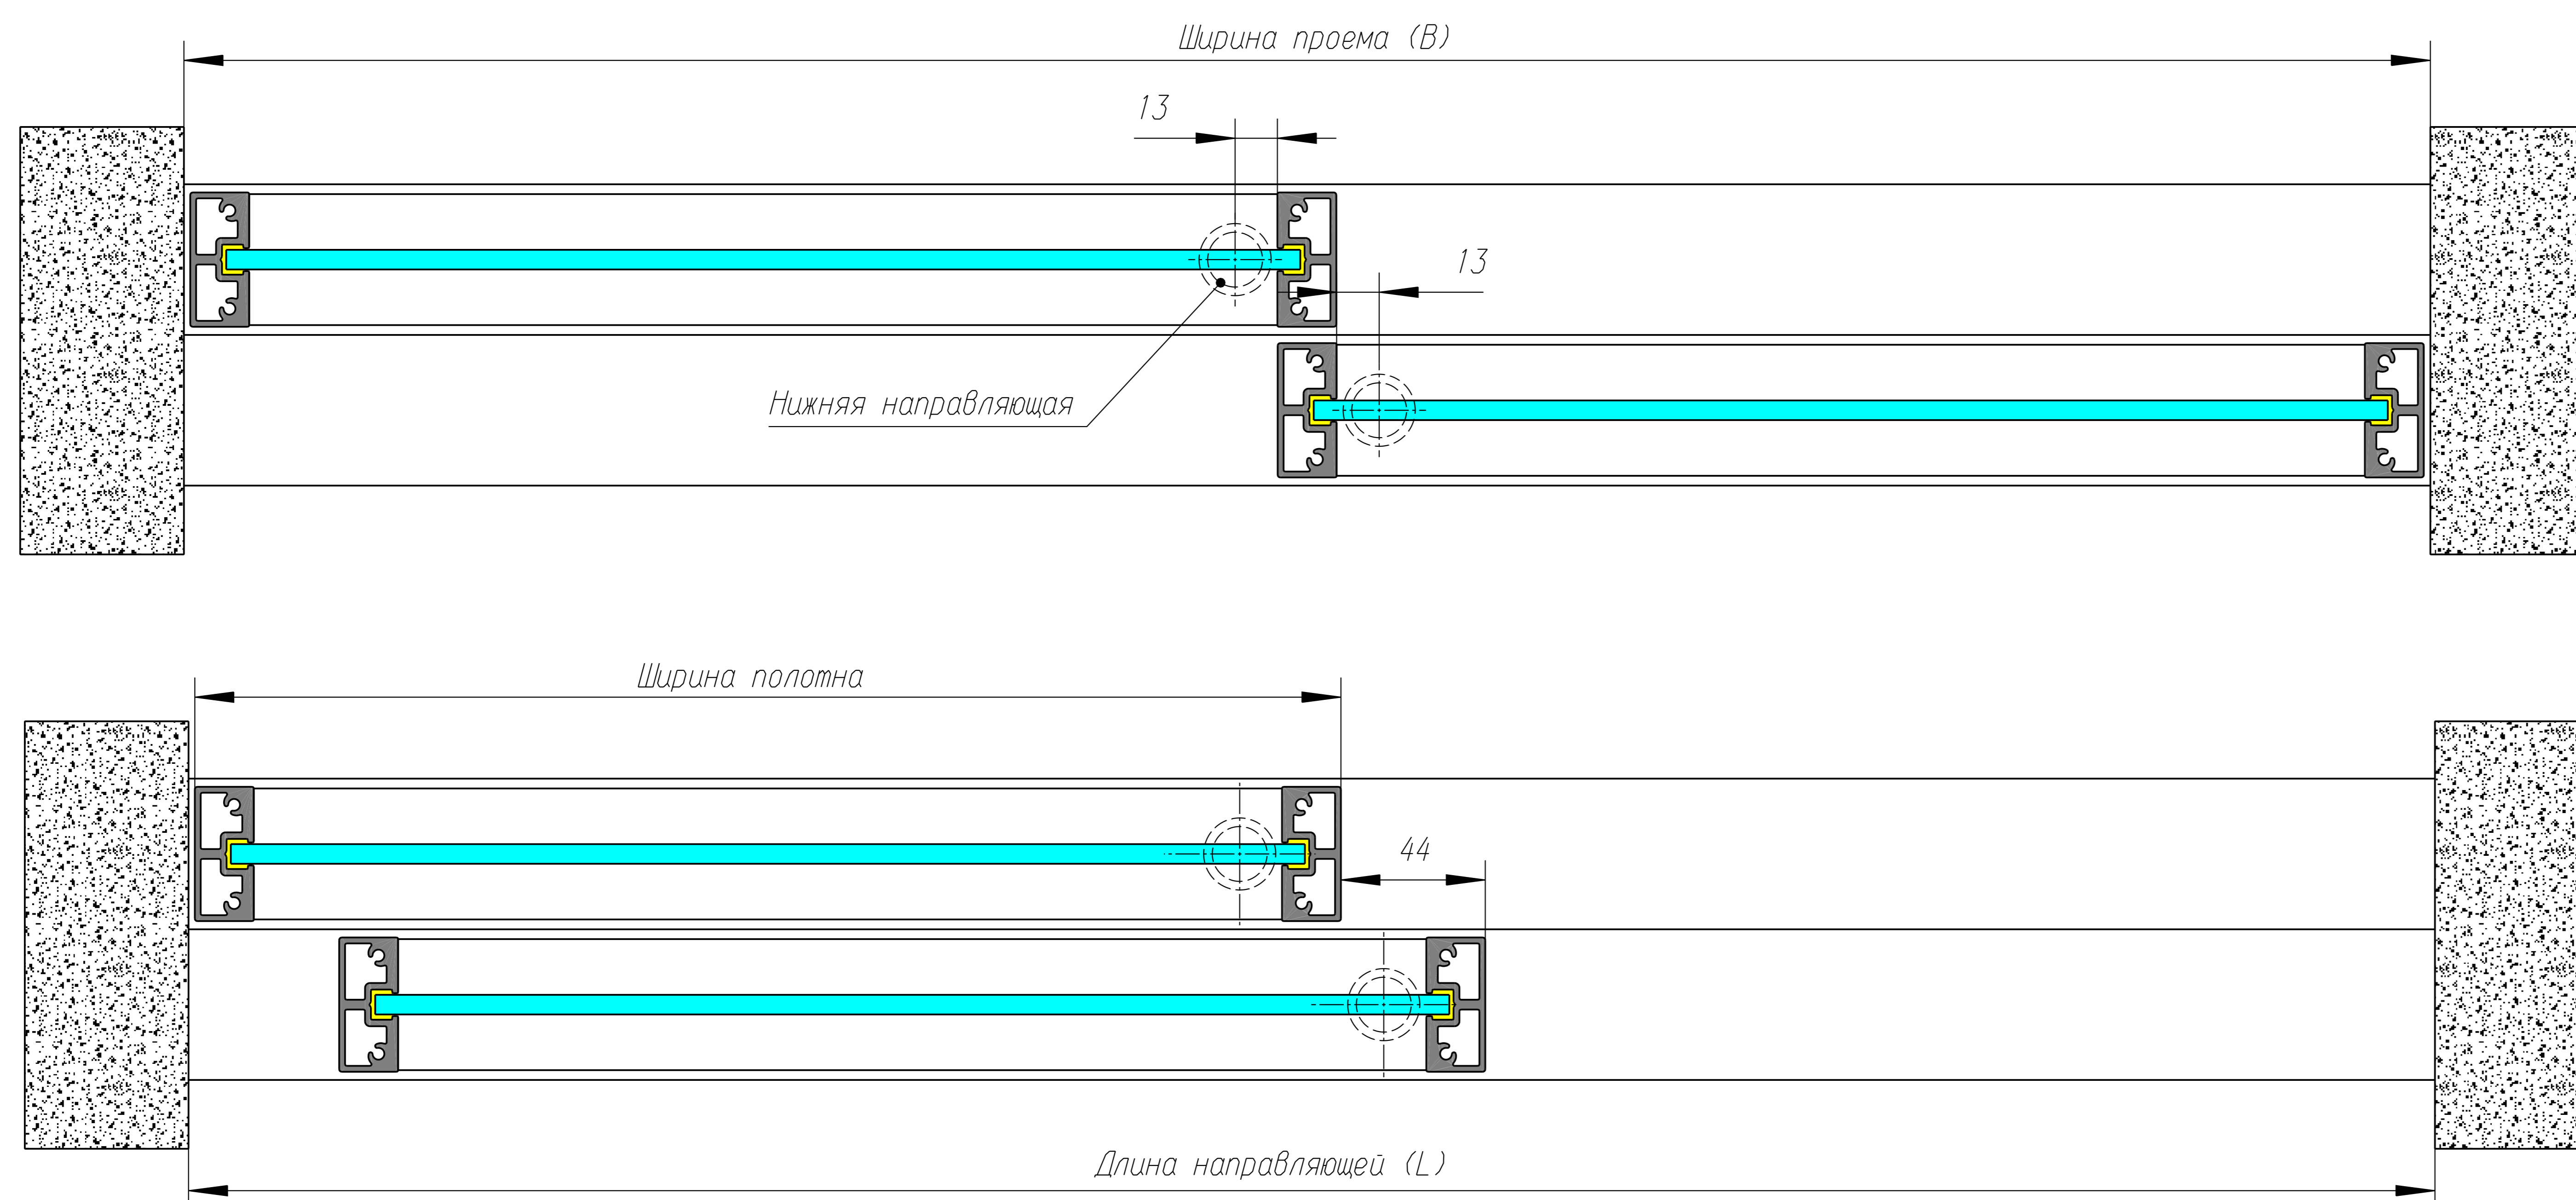 Ширина проема (В)
13
13
Нижняя направляющая
Ширина полотна
44
Длина направляющей (L)